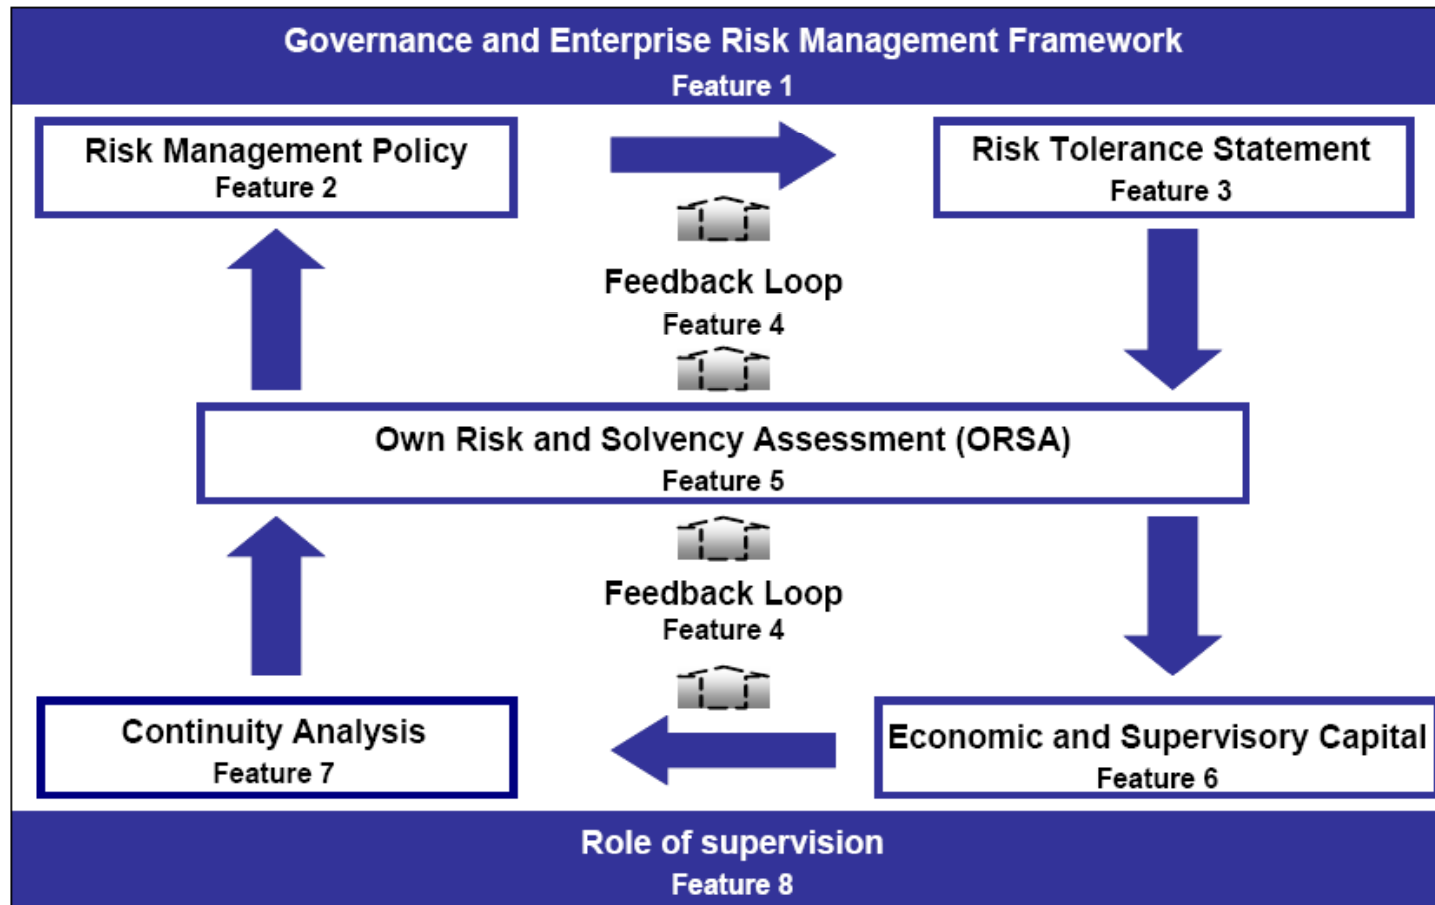 Governance and Enterprise Risk Management Framework
Feature 1
Risk Management Policy
Feature 2
Risk Tolerance Statement
Feature 3
Feedback Loop
Feature 4
Own Risk and Solvency Assessment (ORSA)
Feature 5
Feedback Loop
Feature 4
Continuity Analysis
Feature 7
Economic and Supervisory Capital
Feature 6
Role of supervision
Feature 8